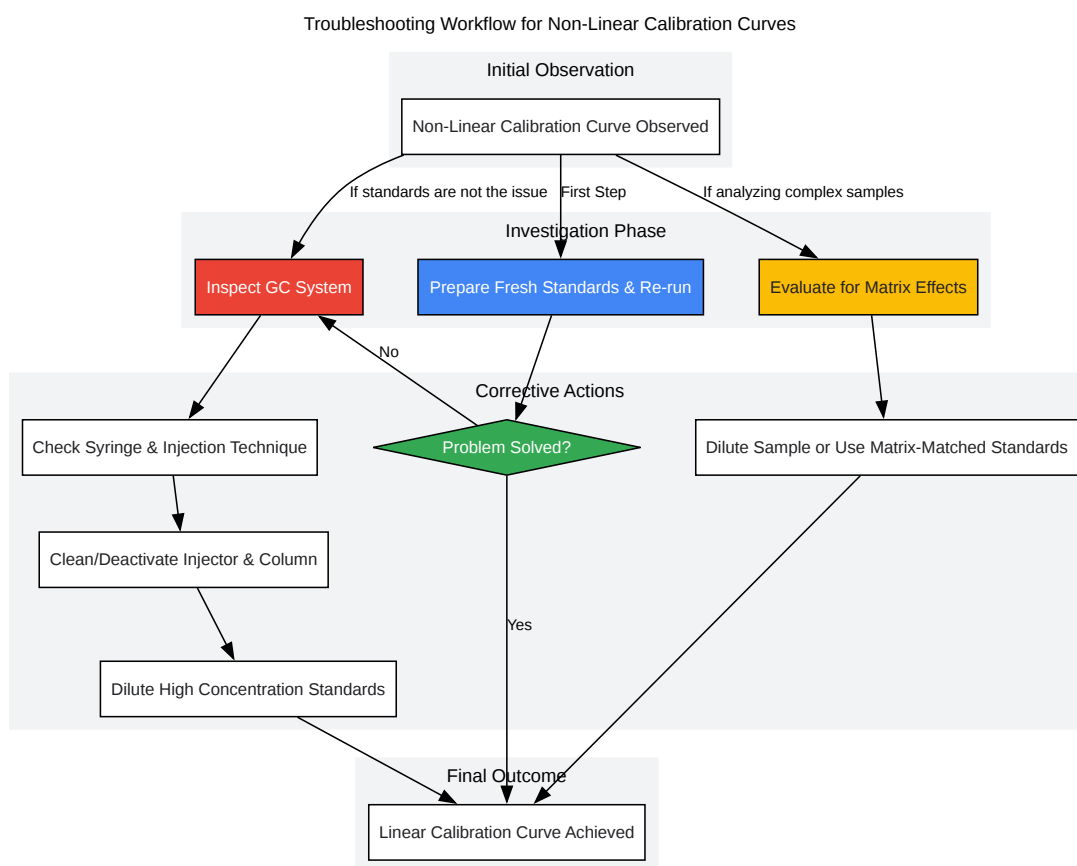 Troubleshooting Workflow for Non-Linear Calibration Curves
Initial Observation
Non-Linear Calibration Curve Observed
If standards are not the issue
First Step
If analyzing complex samples
Investigation Phase
Inspect GC System
Prepare Fresh Standards & Re-run
Evaluate for Matrix Effects
No
Corrective Actions
Check Syringe & Injection Technique
Problem Solved?
Dilute Sample or Use Matrix-Matched Standards
Clean/Deactivate Injector & Column
Yes
Dilute High Concentration Standards
Final Outcome
Linear Calibration Curve Achieved